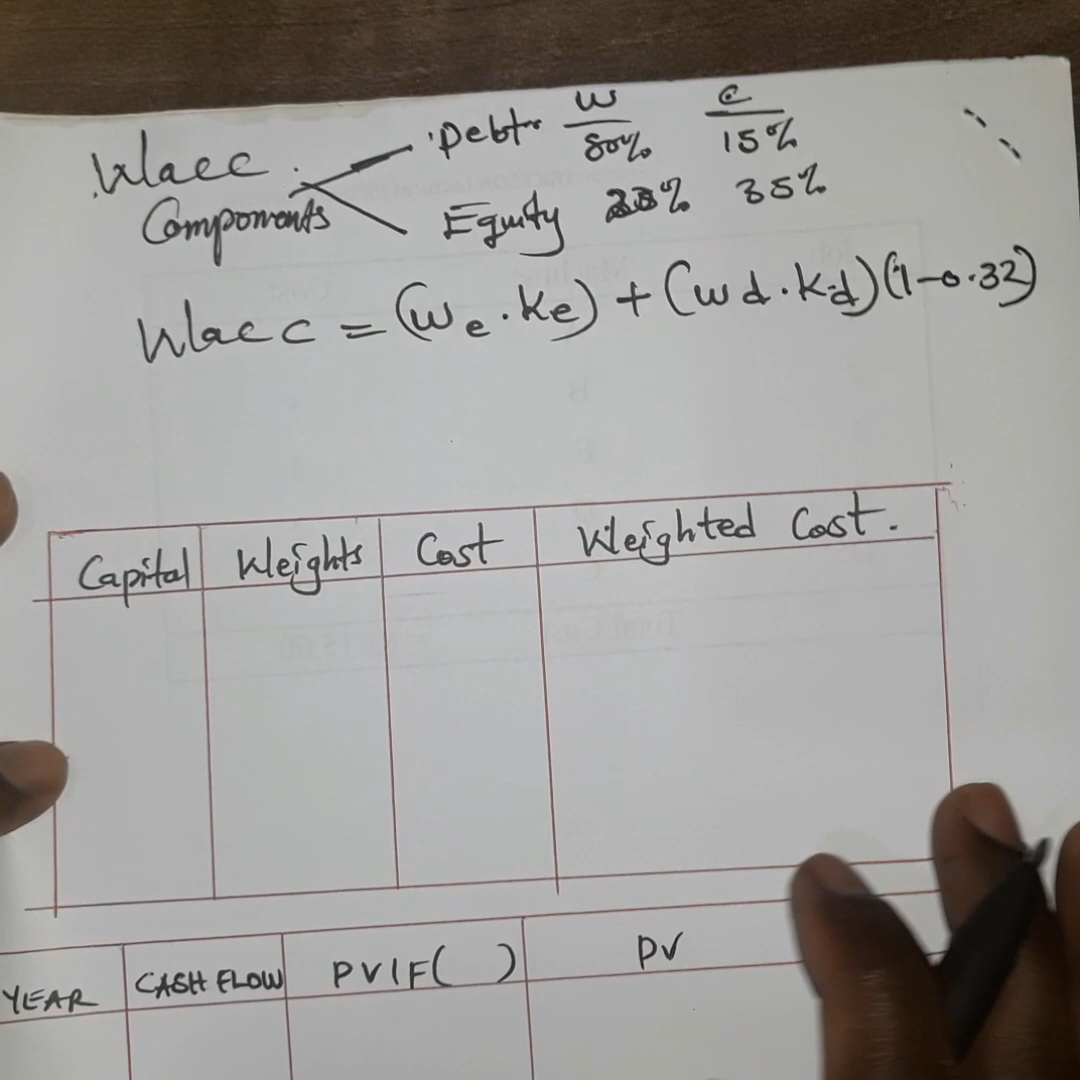 W C
Wacc Debt 80% 15%
Components Equity 35%
Wacc = (We . Ke) + (Wd . Kd)(1-0.32)
Capital Weights Cost Weighted Cost.
YEAR CASH FLOW PVIF( ) PV